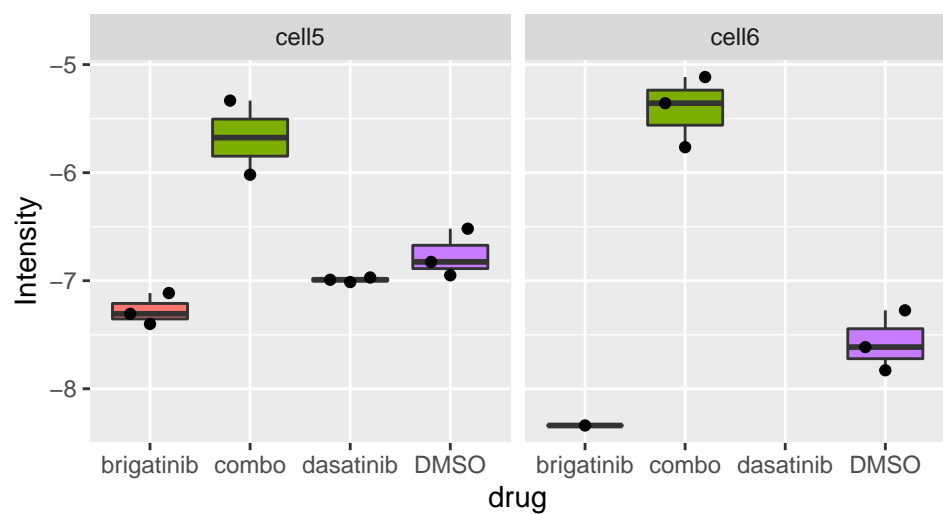 cell5 cell6
Intensity
−5
−6
−7
−8
brigatinib combo dasatinib DMSO brigatinib combo dasatinib DMSO
drug